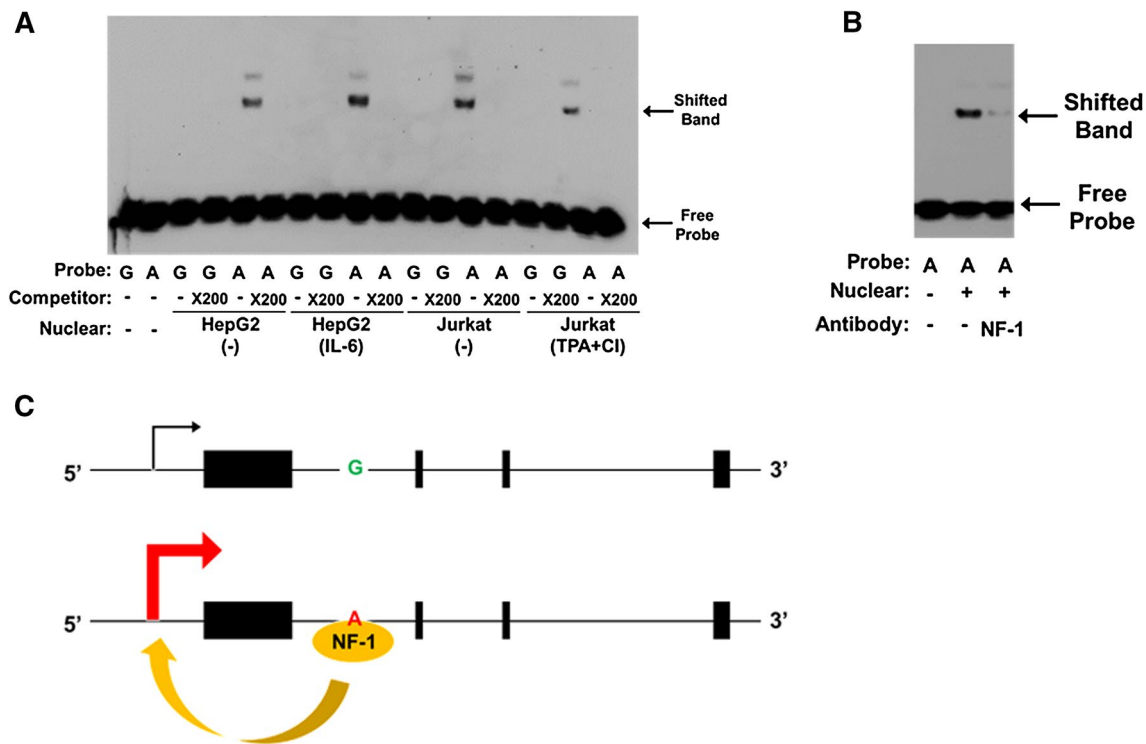 A
Shifted
Band
Free
Probe
Probe: G A G G A A G G A A G G A A G G A A
Competitor: - - - X200 - X200 - X200 - X200 - X200 - X200 - X200 - X200
Nuclear: - - HepG2 HepG2 Jurkat Jurkat
(-) (IL-6) (-) (TPA+CI)
B
Shifted
Band
Free
Probe
Probe: A A A
Nuclear: - + +
Antibody: - - NF-1
C
5' G 3'
5' A 3'
NF-1